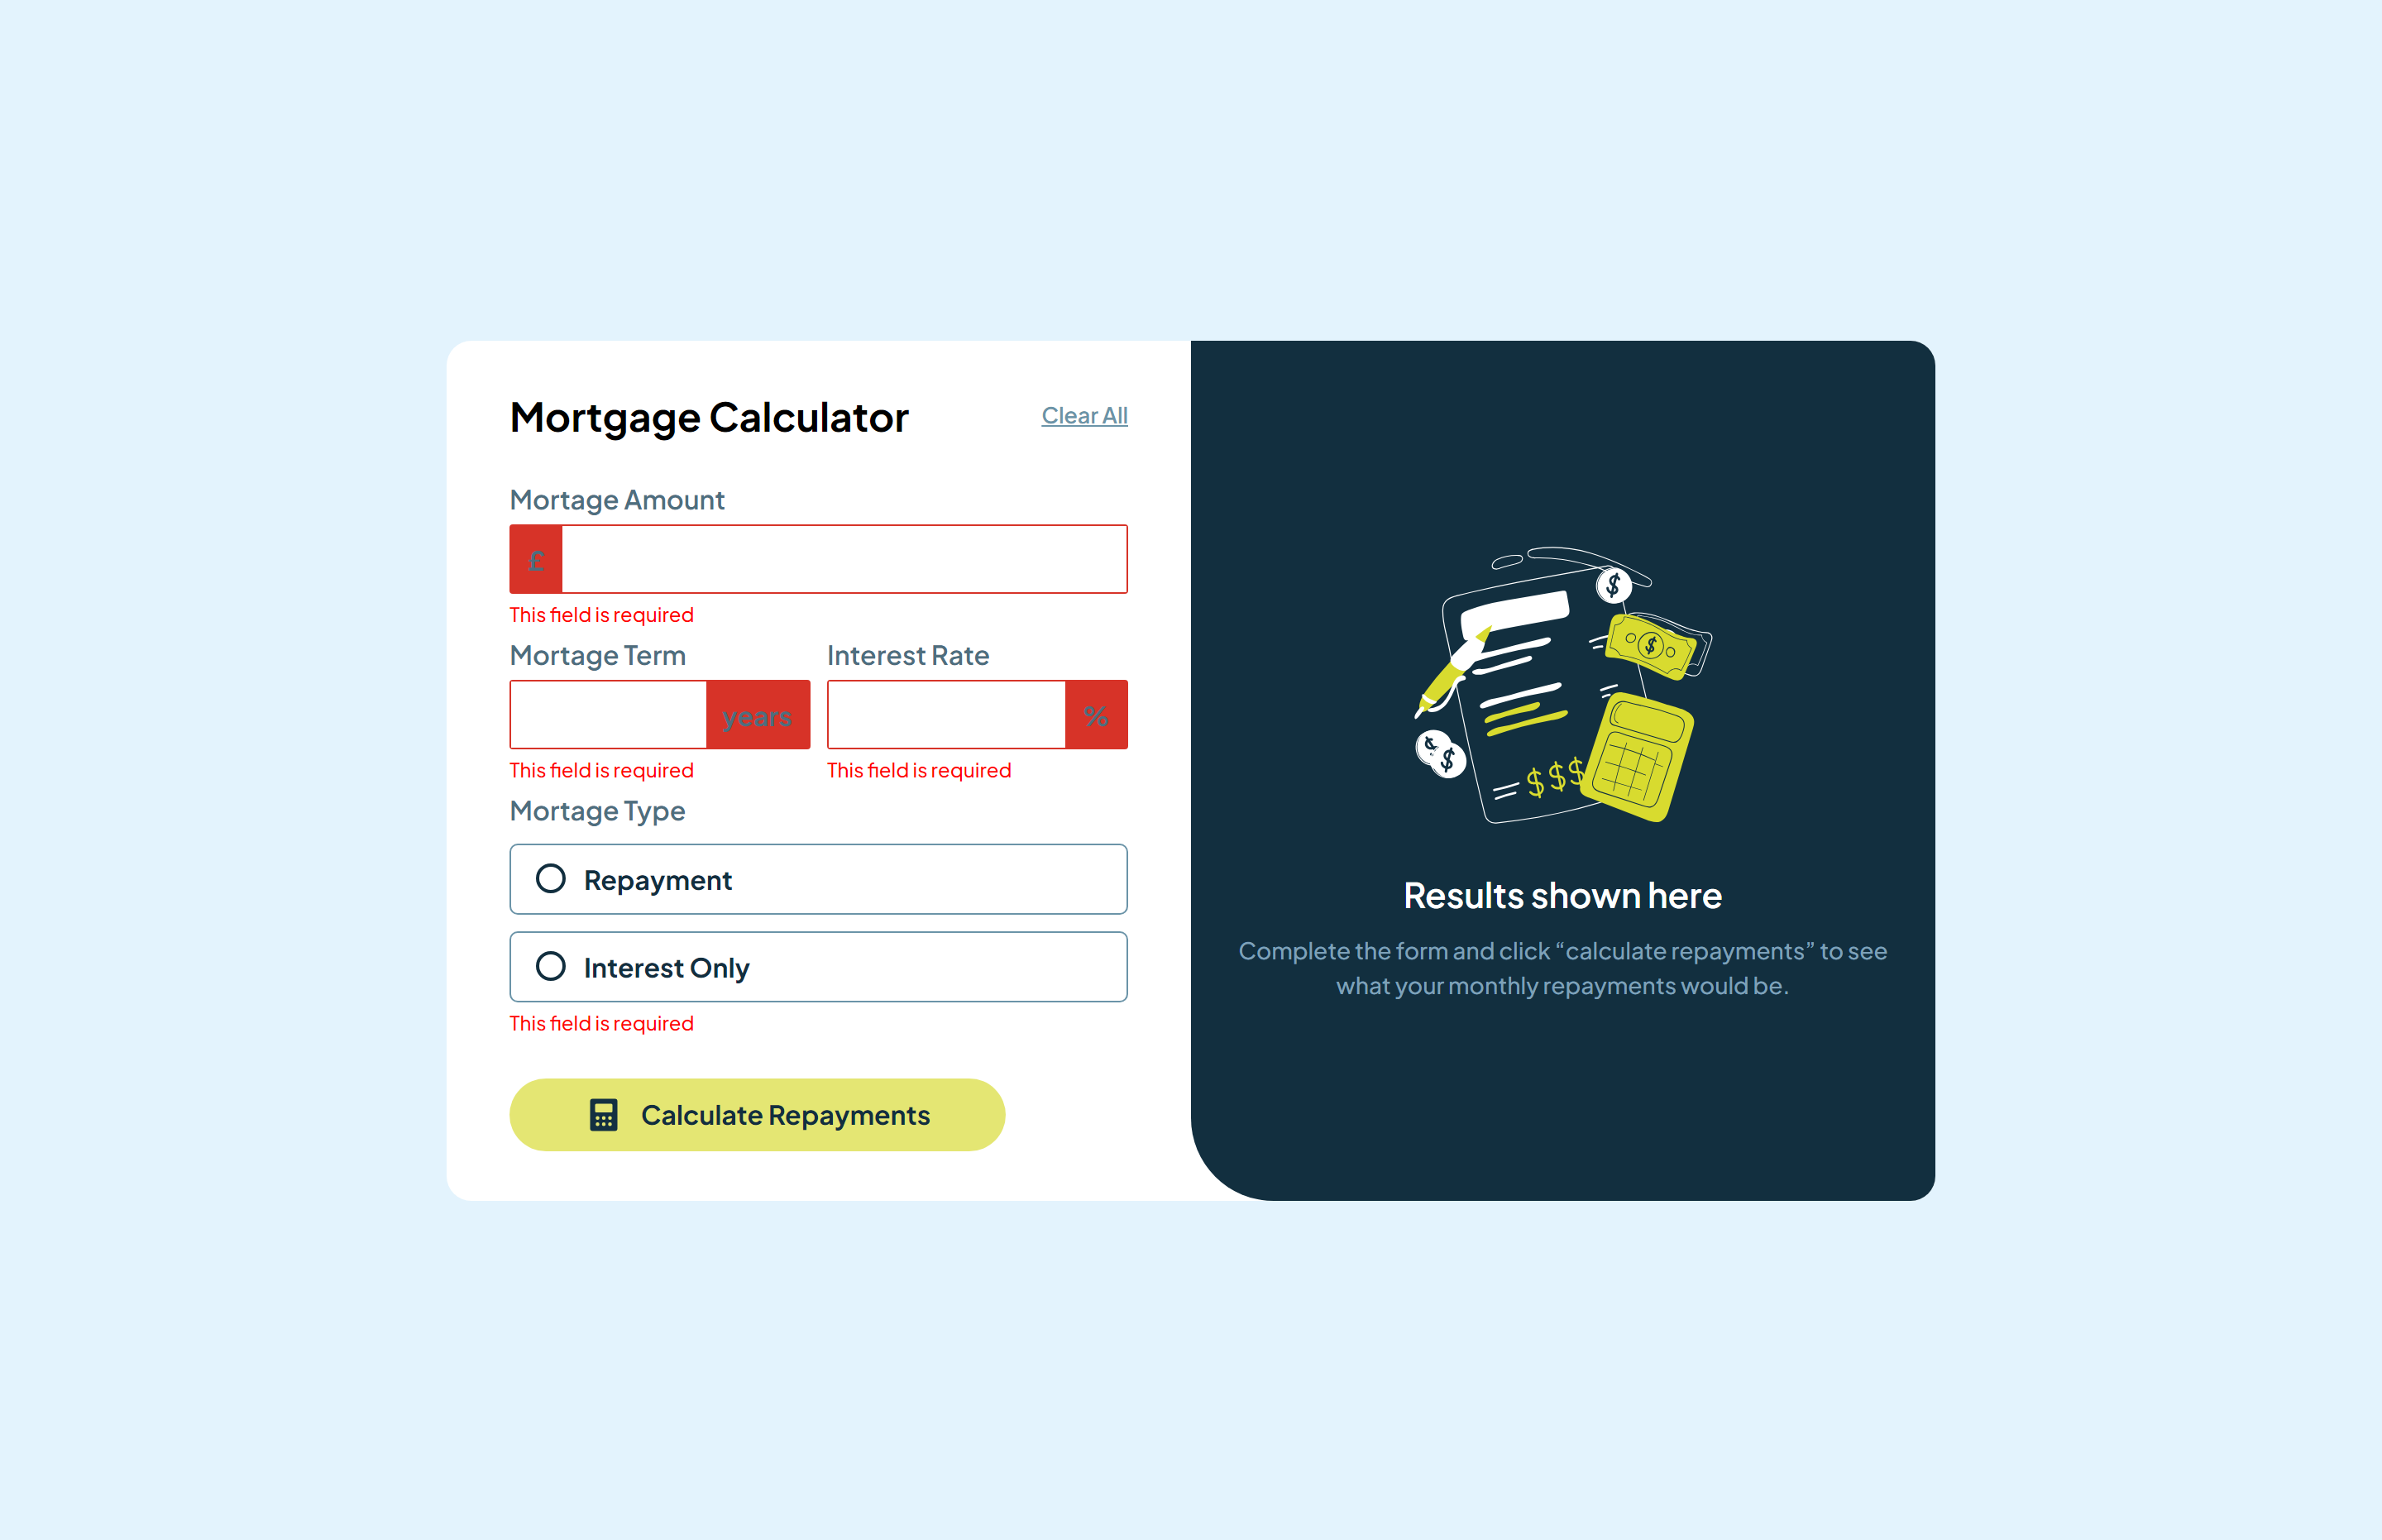 Mortgage Calculator
Clear All
Mortage Amount
£
This field is required
Mortage Term
Interest Rate
years
%
This field is required
This field is required
Mortage Type
Repayment
Interest Only
This field is required
Calculate Repayments
$
$
$
$
= $$$
Results shown here
Complete the form and click “calculate repayments” to see
what your monthly repayments would be.